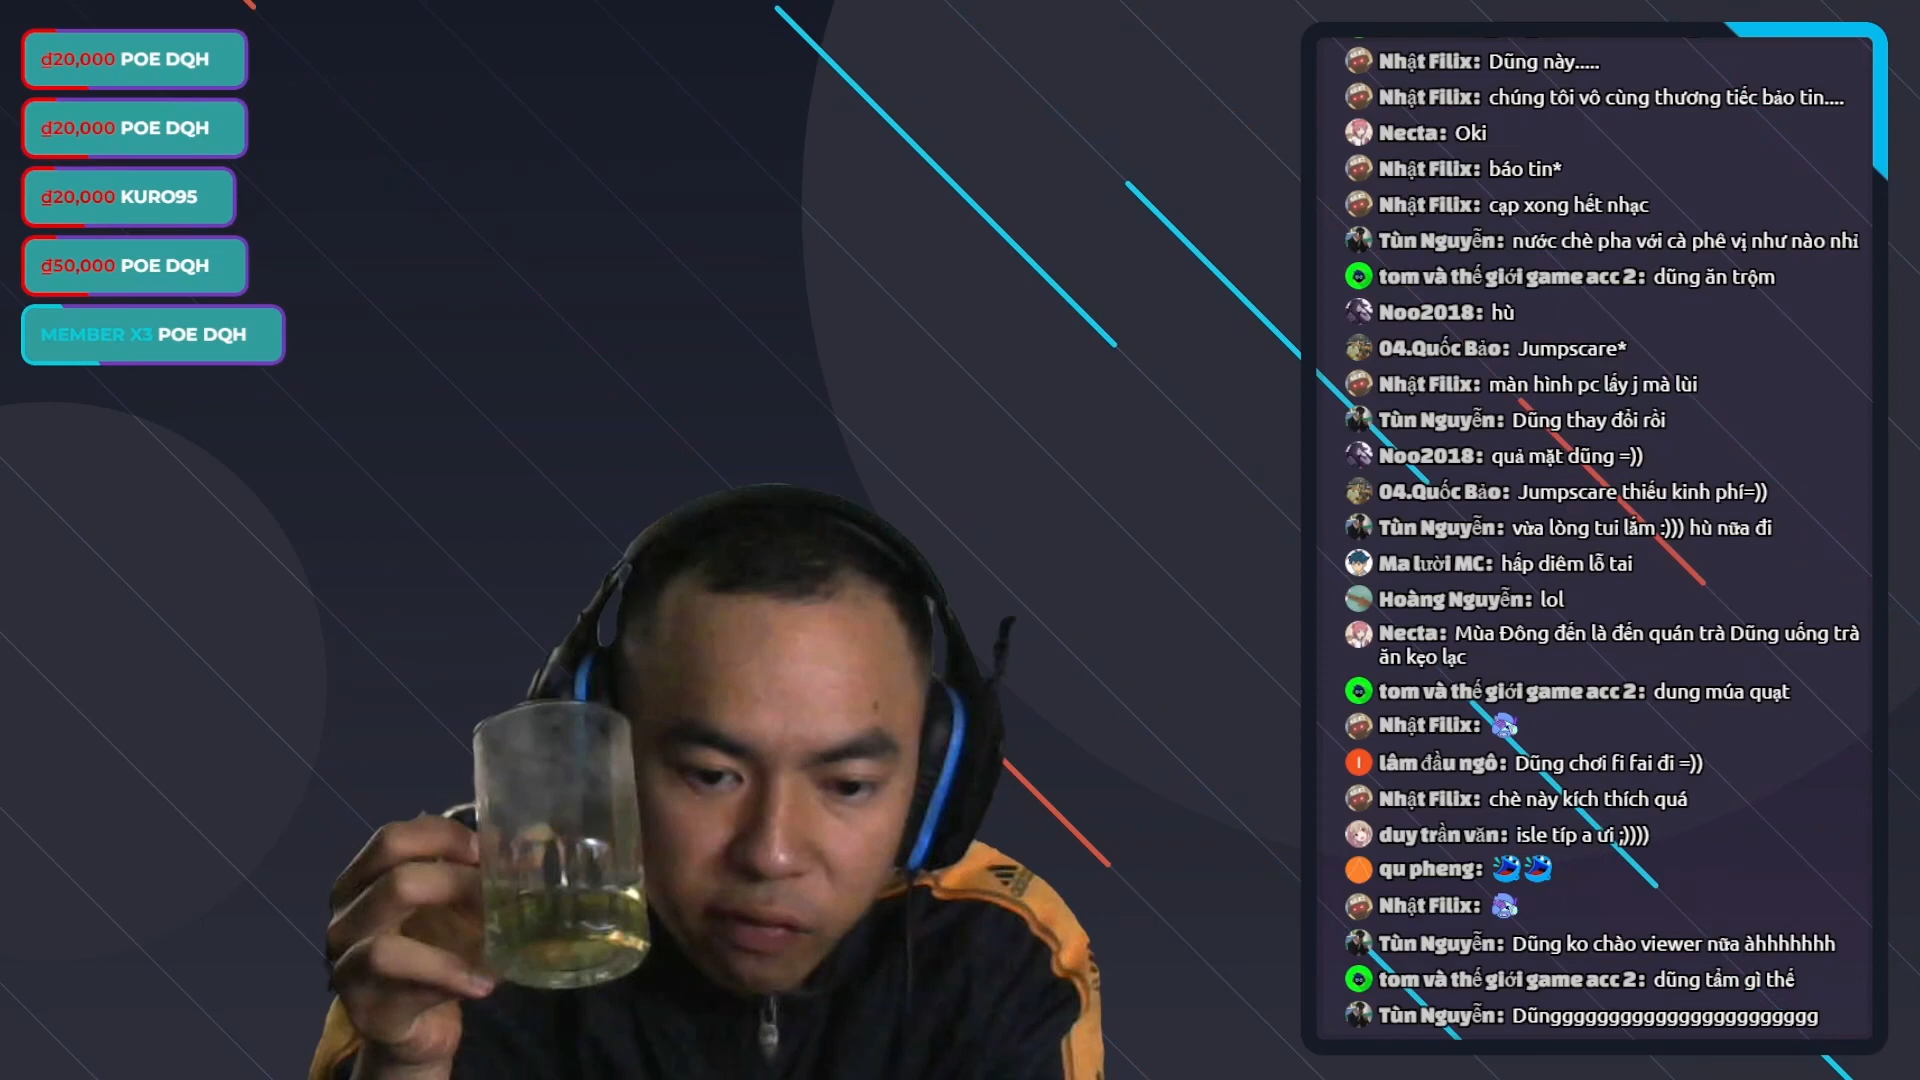 ₫20,000 POE DQH
₫20,000 POE DQH
₫20,000 KURO95
₫50,000 POE DQH
MEMBER X3 POE DQH
Nhật Filix: Dũng này.....
Nhật Filix: chúng tôi vô cùng thương tiếc bảo tin....
Necta: Oki
Nhật Filix: báo tin*
Nhật Filix: cạp xong hết nhạc
Tùn Nguyễn: nước chè pha với cà phê vị như nào nhỉ
tom và thế giới game acc 2: dũng ăn trộm
Noo2018: hù
04.Quốc Bảo: Jumpscare*
Nhật Filix: màn hình pc lấy j mà lùi
Tùn Nguyễn: Dũng thay đổi rồi
Noo2018: quả mặt dũng =))
04.Quốc Bảo: Jumpscare thiếu kinh phí=))
Tùn Nguyễn: vừa lòng tui lắm :))) hù nữa đi
Ma lười MC: hấp diêm lỗ tai
Hoàng Nguyễn: lol
Necta: Mùa Đông đến là đến quán trà Dũng uống trà
ăn kẹo lạc
tom và thế giới game acc 2: dung múa quạt
Nhật Filix:
lâm đầu ngô: Dũng chơi fi fai đi =))
Nhật Filix: chè này kích thích quá
duy trần văn: isle típ a ưi ;))))
qu pheng:
Nhật Filix:
Tùn Nguyễn: Dũng ko chào viewer nữa àhhhhhhh
tom và thế giới game acc 2: dũng tẩm gì thế
Tùn Nguyễn: Dũnggggggggggggggggggggggg